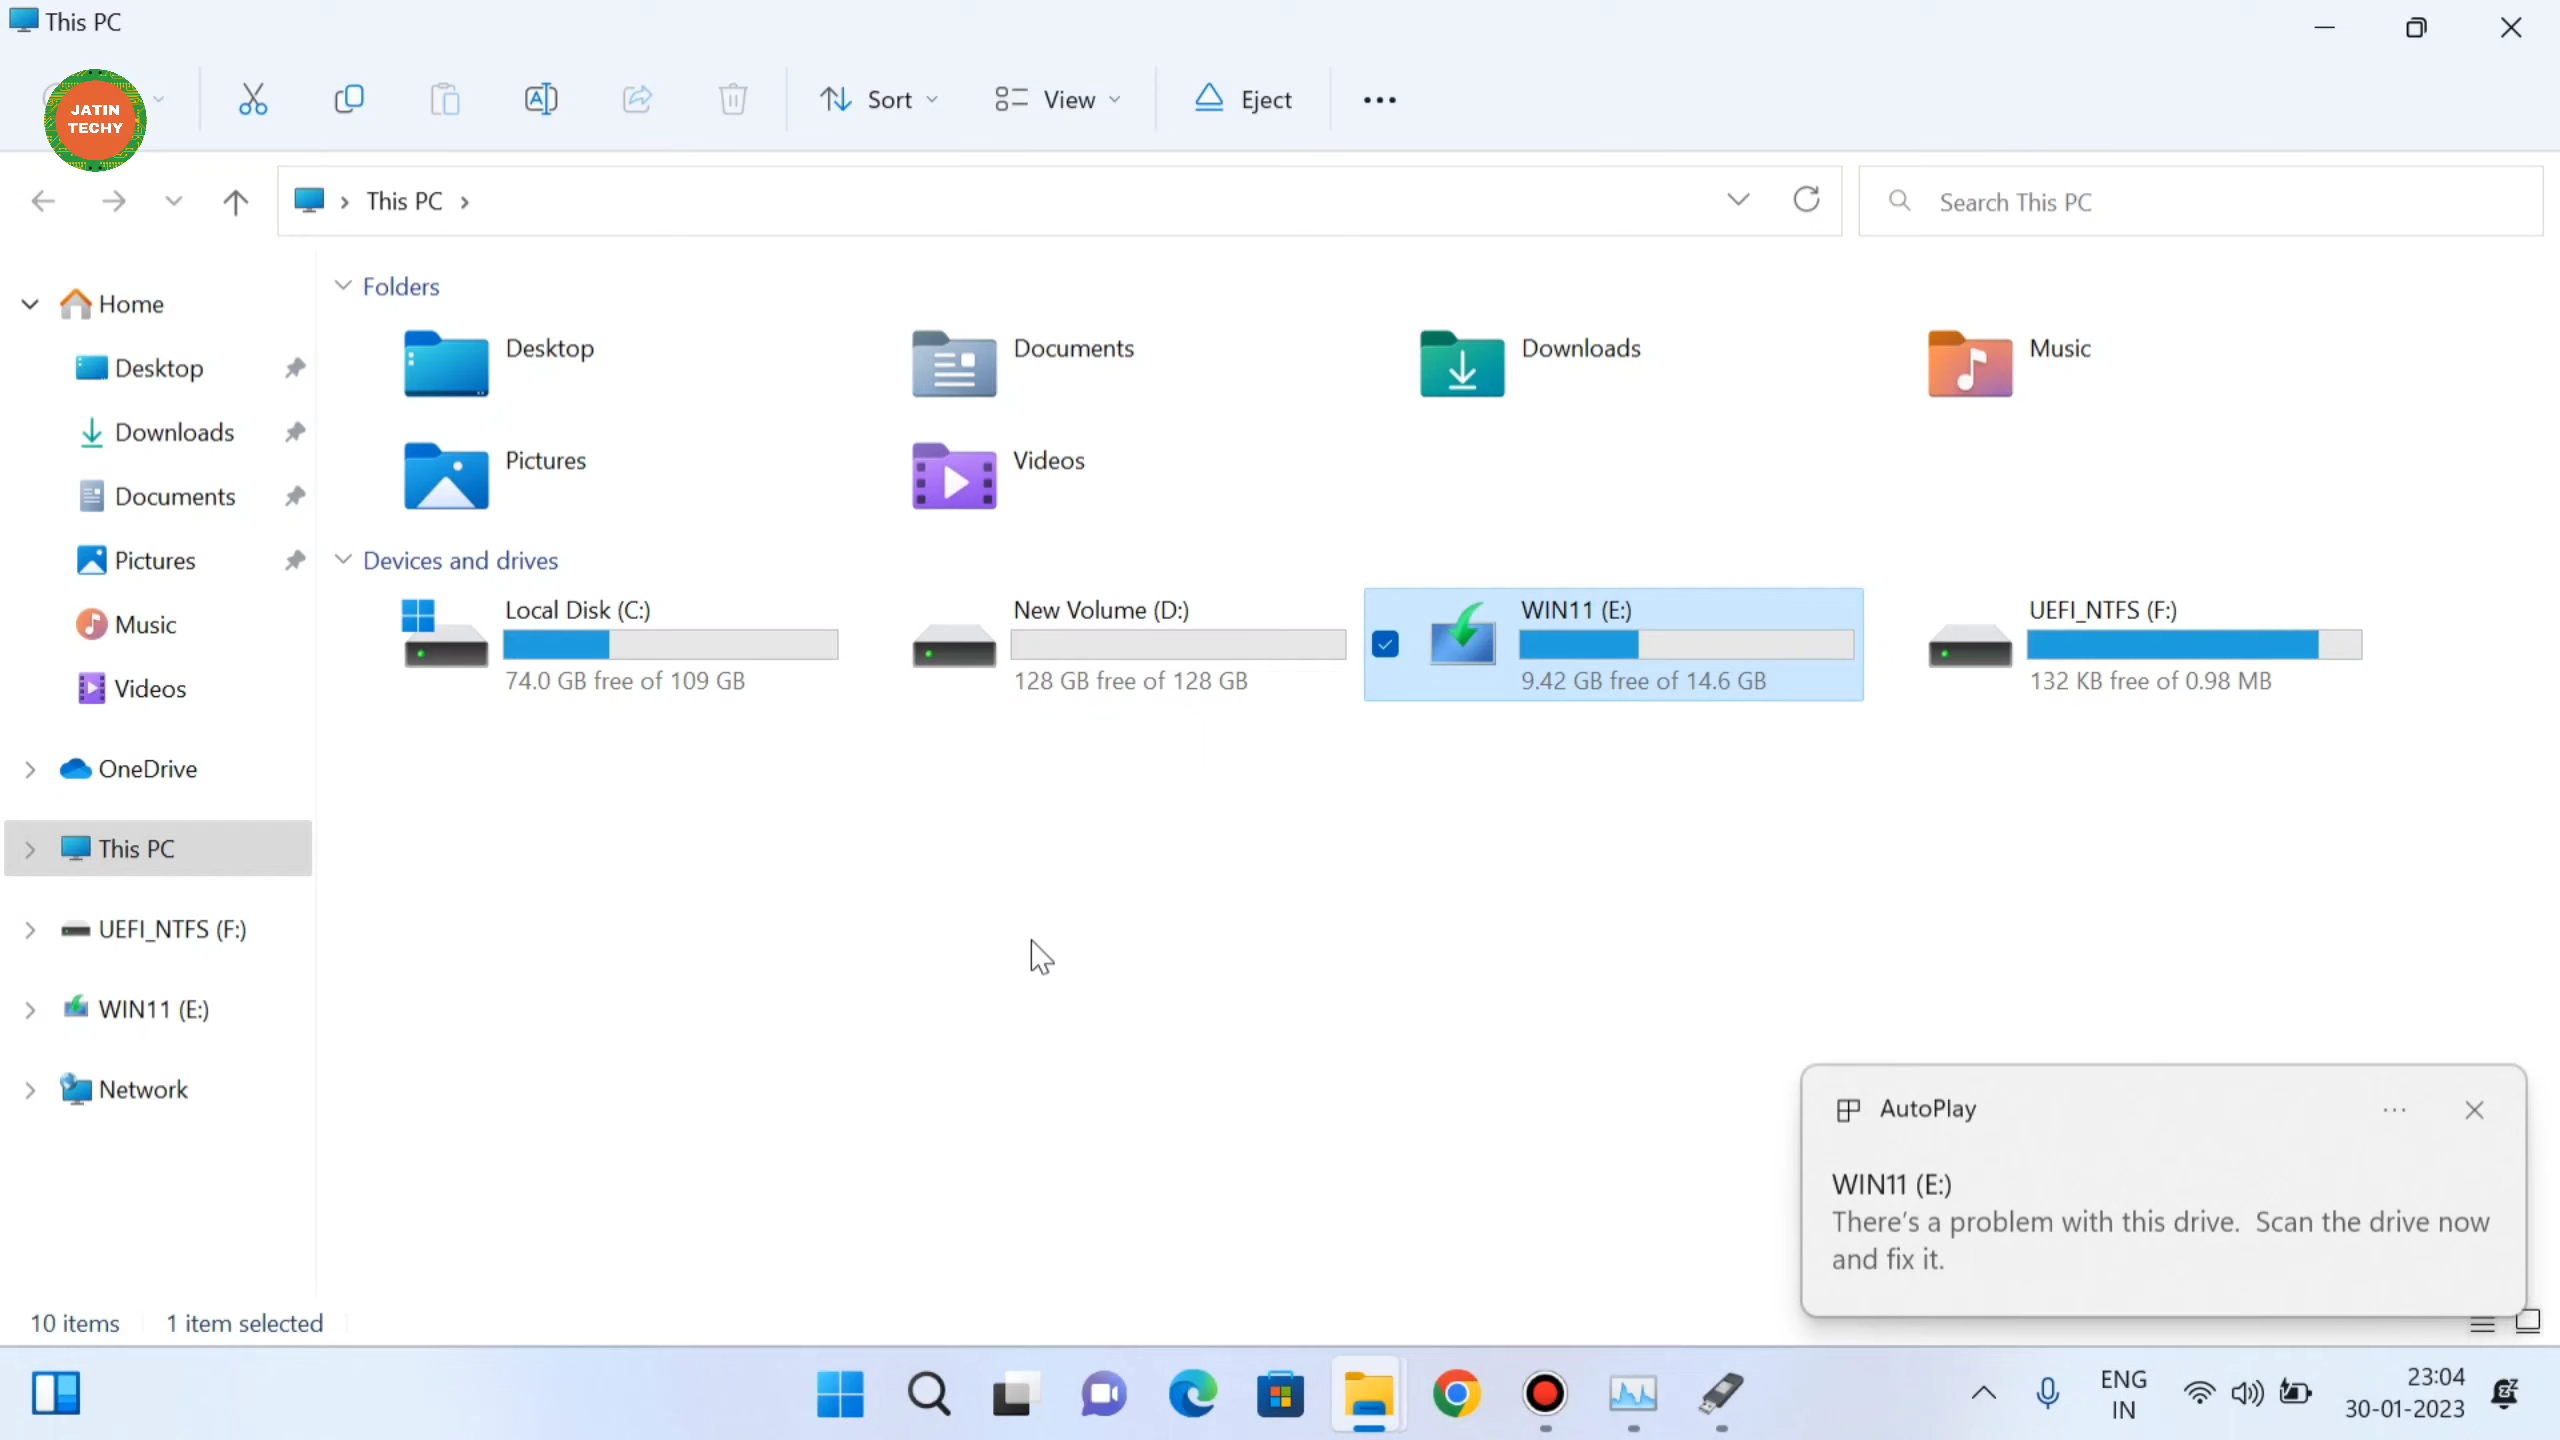 This PC
JATIN
TECHY
Sort
View
Eject
This PC
Search This PC
Home
Desktop
Downloads
Documents
Pictures
Music
Videos
OneDrive
This PC
UEFI_NTFS (F:)
WIN11 (E:)
Network
Folders
Desktop
Documents
Downloads
Music
Pictures
Videos
Devices and drives
Local Disk (C:)
74.0 GB free of 109 GB
New Volume (D:)
128 GB free of 128 GB
WIN11 (E:)
9.42 GB free of 14.6 GB
UEFI_NTFS (F:)
132 KB free of 0.98 MB
AutoPlay
WIN11 (E:)
There's a problem with this drive. Scan the drive now
and fix it.
10 items
1 item selected
ENG
IN
23:04
30-01-2023